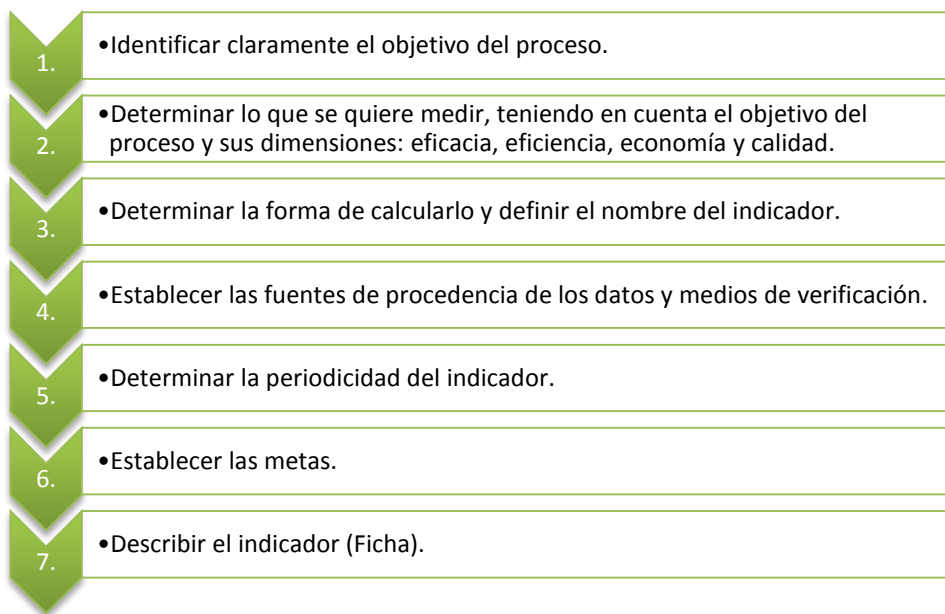 1.
•Identificar claramente el objetivo del proceso.
2.
•Determinar lo que se quiere medir, teniendo en cuenta el objetivo del
proceso y sus dimensiones: eficacia, eficiencia, economía y calidad.
3.
•Determinar la forma de calcularlo y definir el nombre del indicador.
4.
•Establecer las fuentes de procedencia de los datos y medios de verificación.
5.
•Determinar la periodicidad del indicador.
6.
•Establecer las metas.
7.
•Describir el indicador (Ficha).